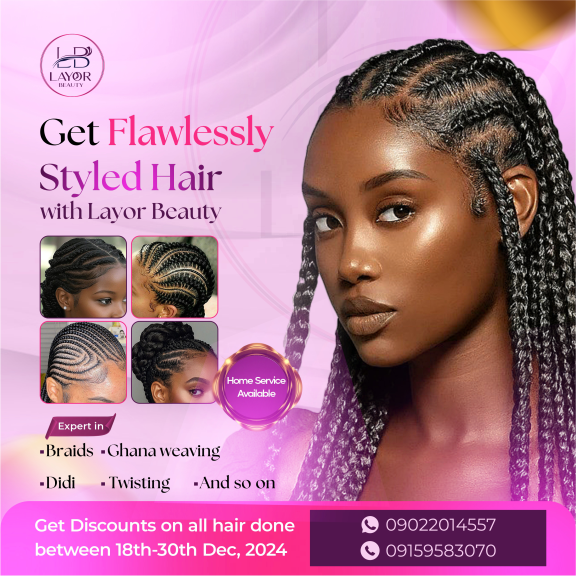 LB
LAYOR
BEAUTY
Get Flawlessly
Styled Hair
with Layor Beauty
Home Service
Available
Expert in
▪Braids ▪Ghana weaving
▪Didi ▪Twisting ▪And so on
Get Discounts on all hair done
between 18th-30th Dec, 2024
09022014557
09159583070